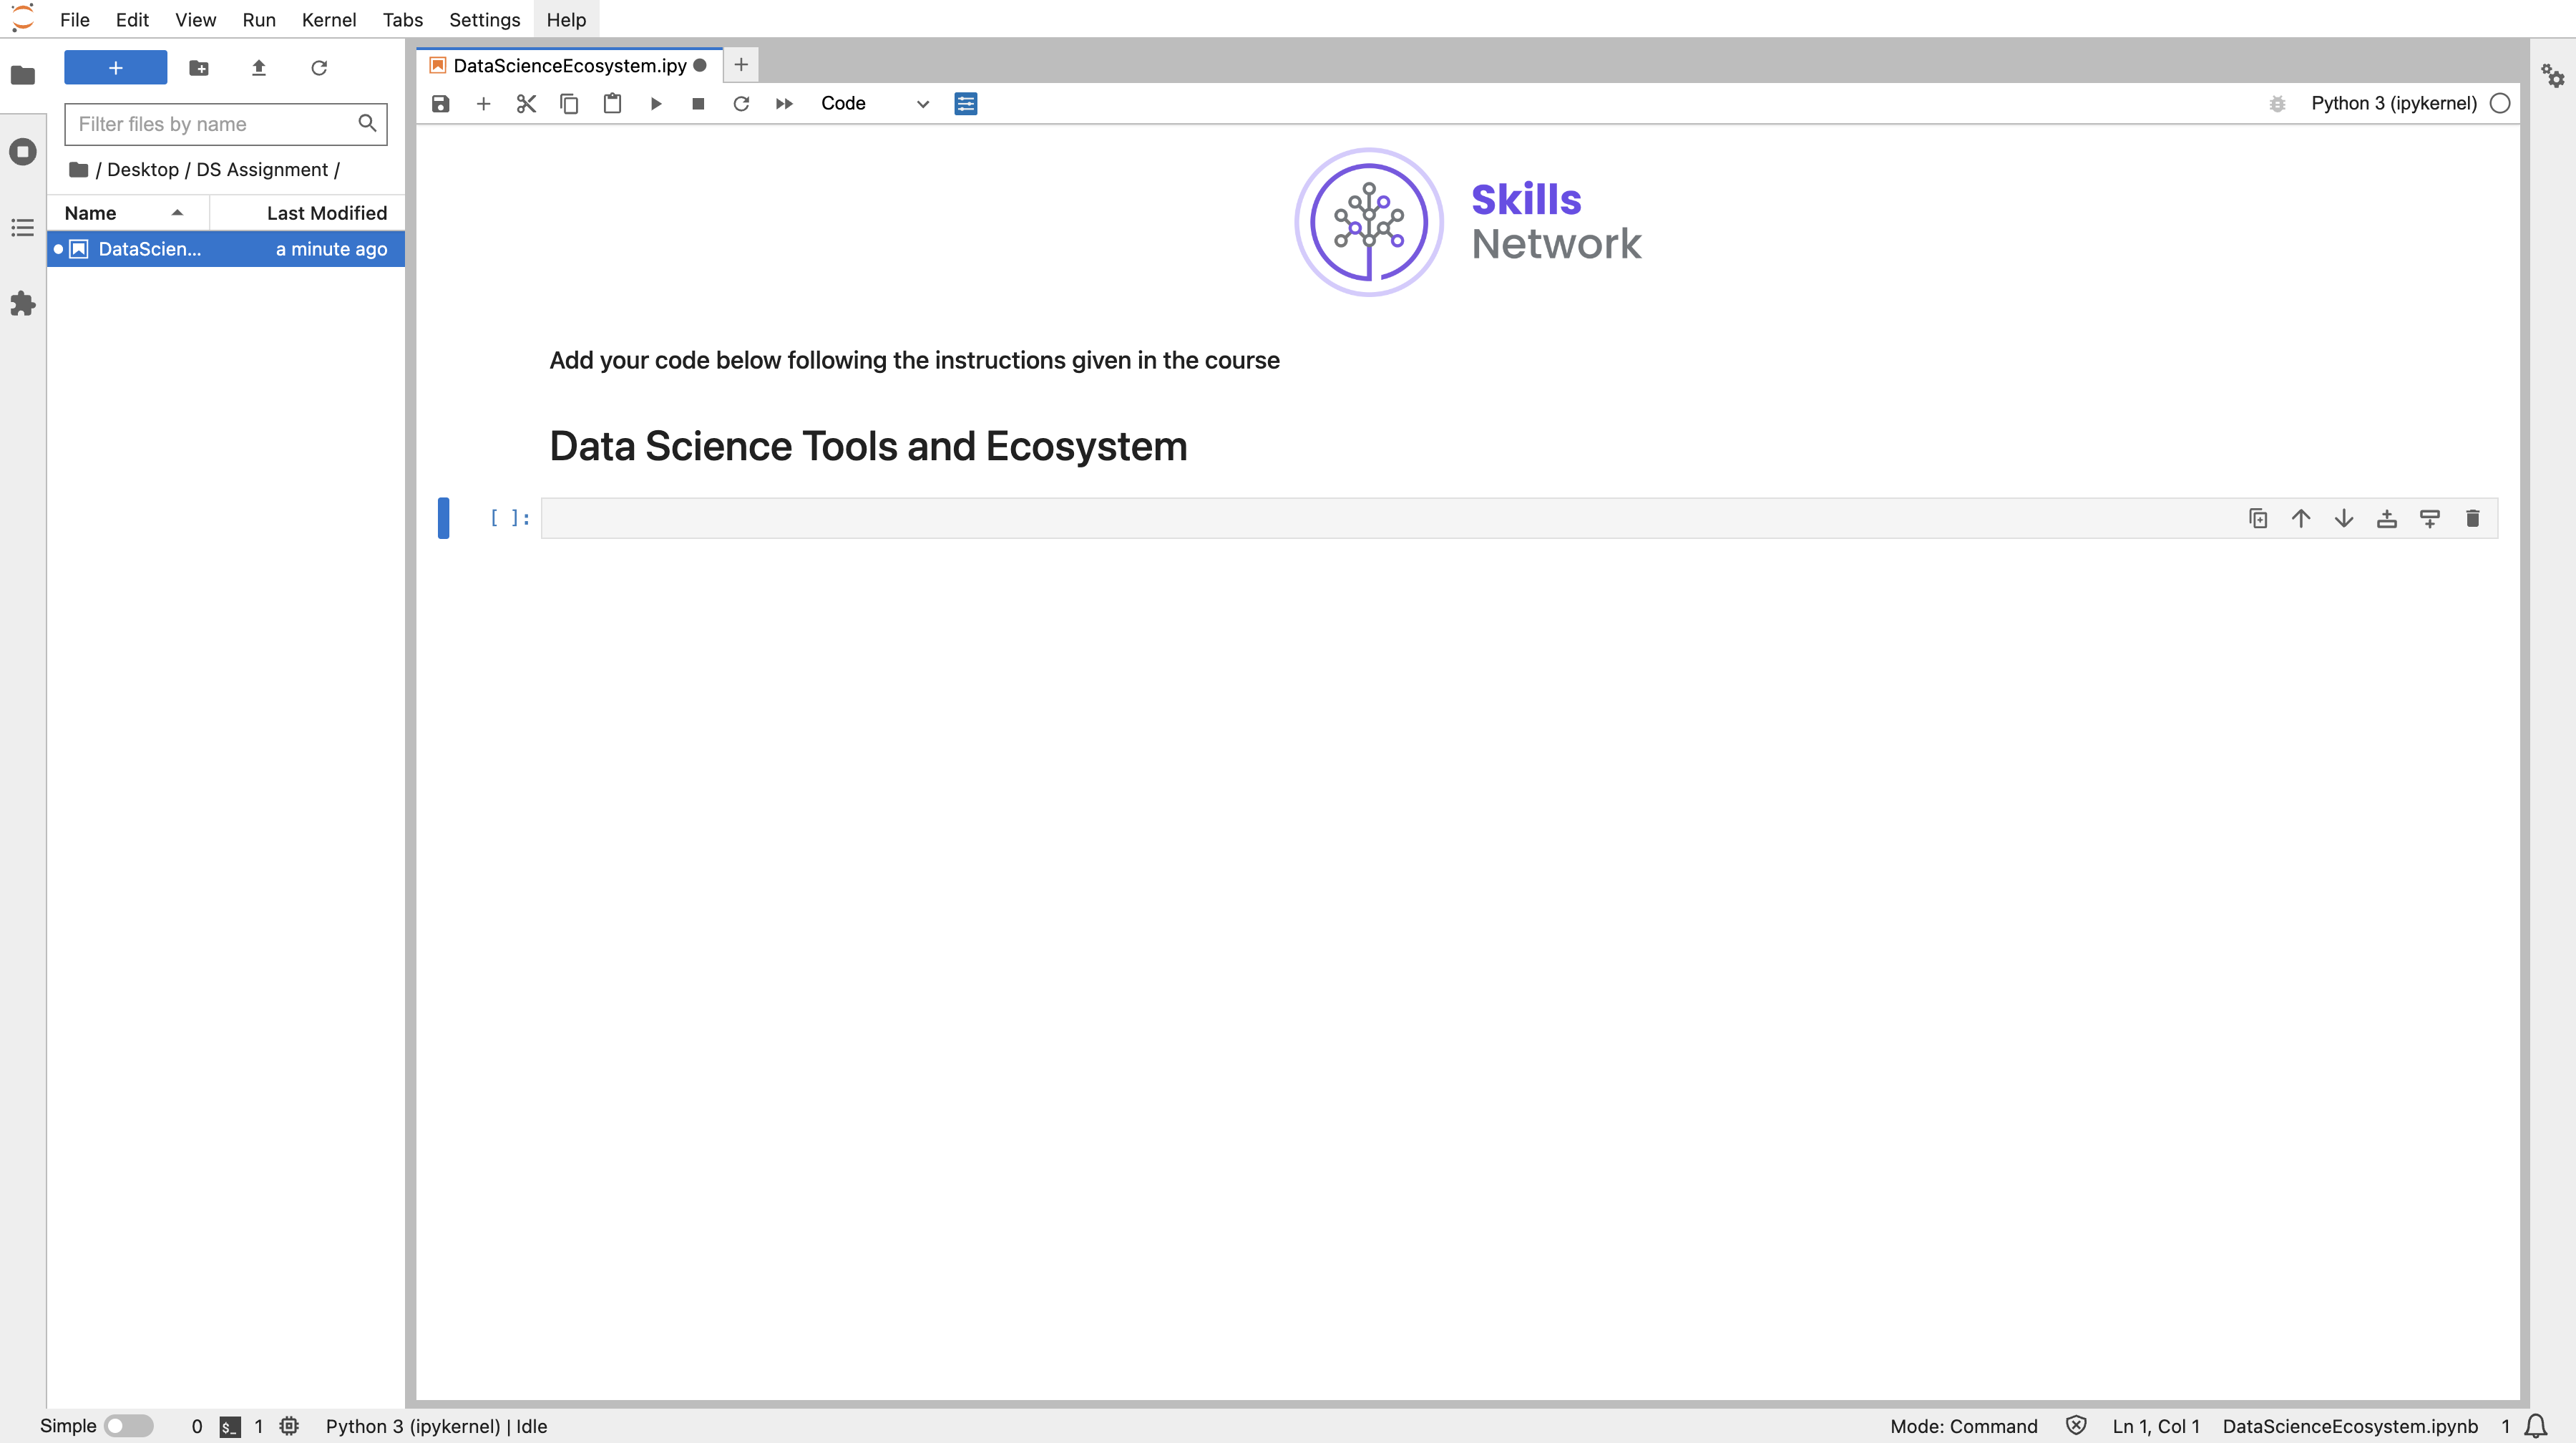 File Edit View Run Kernel Tabs Settings Help
DataScienceEcosystem.ipy
Filter files by name
Code
Python 3 (ipykernel)
/ Desktop / DS Assignment /
Name Last Modified
DataScien... a minute ago
Skills
Network
Add your code below following the instructions given in the course
Data Science Tools and Ecosystem
[ ]:
Simple 0 $_ 1 Python 3 (ipykernel) | Idle Mode: Command Ln 1, Col 1 DataScienceEcosystem.ipynb 1